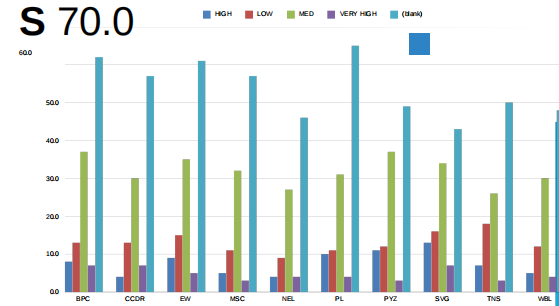 S 70.0
HIGH LOW MED VERY HIGH (blank)
60.0
50.0
40.0
30.0
20.0
10.0
0.0
BPC CCDR EW MSC NEL PL PYZ SVG TNS WBL